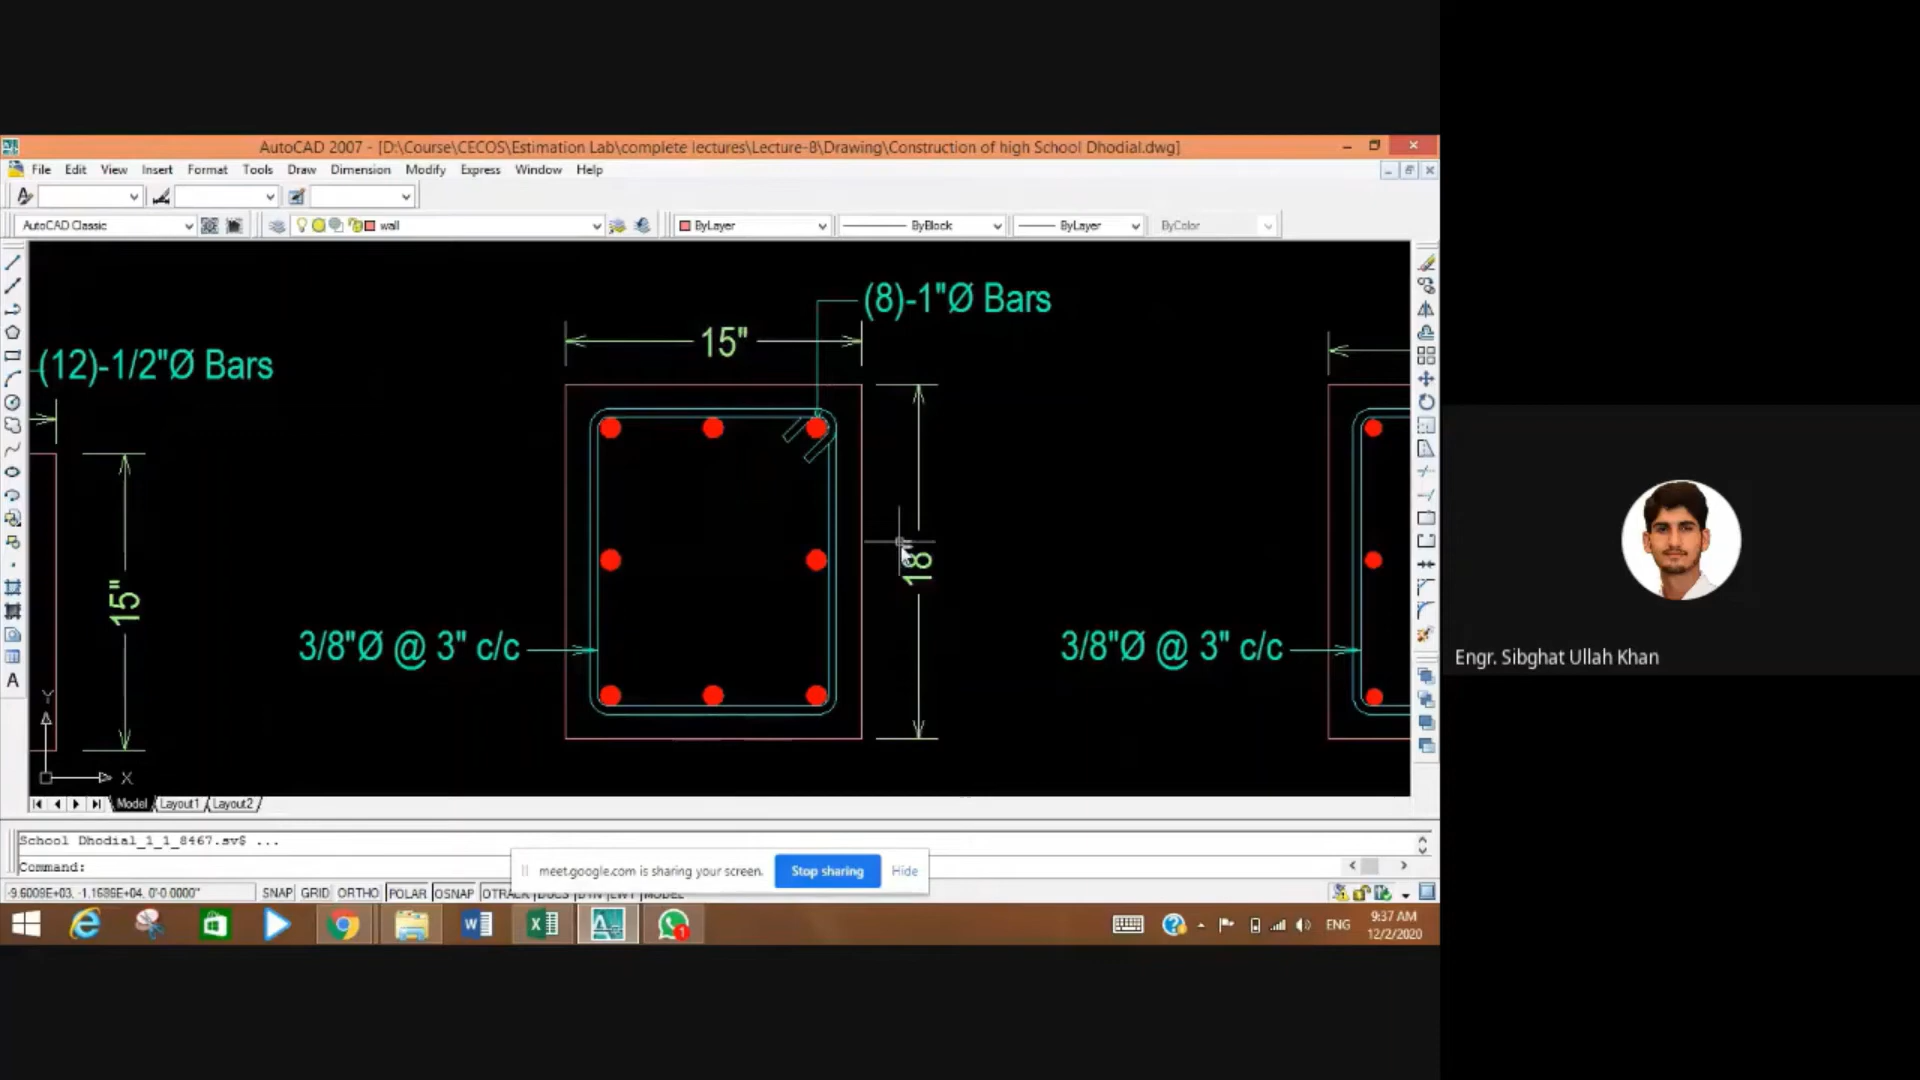 AutoCAD 2007 - [D:\Course\CECOS\Estimation Lab\complete lectures\Lecture-8\Drawing\Construction of high School Dhodial.dwg]
File Edit View Insert Format Tools Draw Dimension Modify Express Window Help
AutoCAD Classic wall ByLayer ByBlock ByLayer ByColor
(8)-1"Ø Bars
15"
(12)-1/2"Ø Bars
18
15"
3/8"Ø @ 3" c/c
3/8"Ø @ 3" c/c
Engr. Sibghat Ullah Khan
A
Y
X
Model Layout1 Layout2
School Dhodial_1_1_8467.sv$ ...
Command:
meet.google.com is sharing your screen. Stop sharing Hide
SNAP GRID ORTHO POLAR OSNAP
1
ENG
9:37 AM
12/2/2020